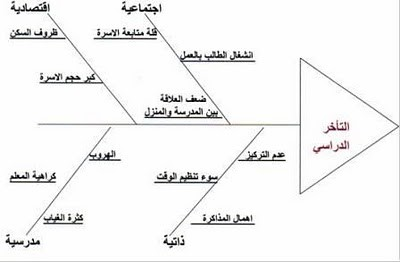 اجتماعية
اقتصادية
قلة متابعة الاسرة
ظروف السكن
انشغال الطالب بالعمل
كبر حجم الاسرة
ضعف العلاقة
بين المدرسة والمنزل
التأخر
الدراسي
عدم التركيز
الهروب
سوء تنظيم الوقت
كراهية المعلم
اهمال المذاكرة
كثرة الغياب
ذاتية
مدرسية